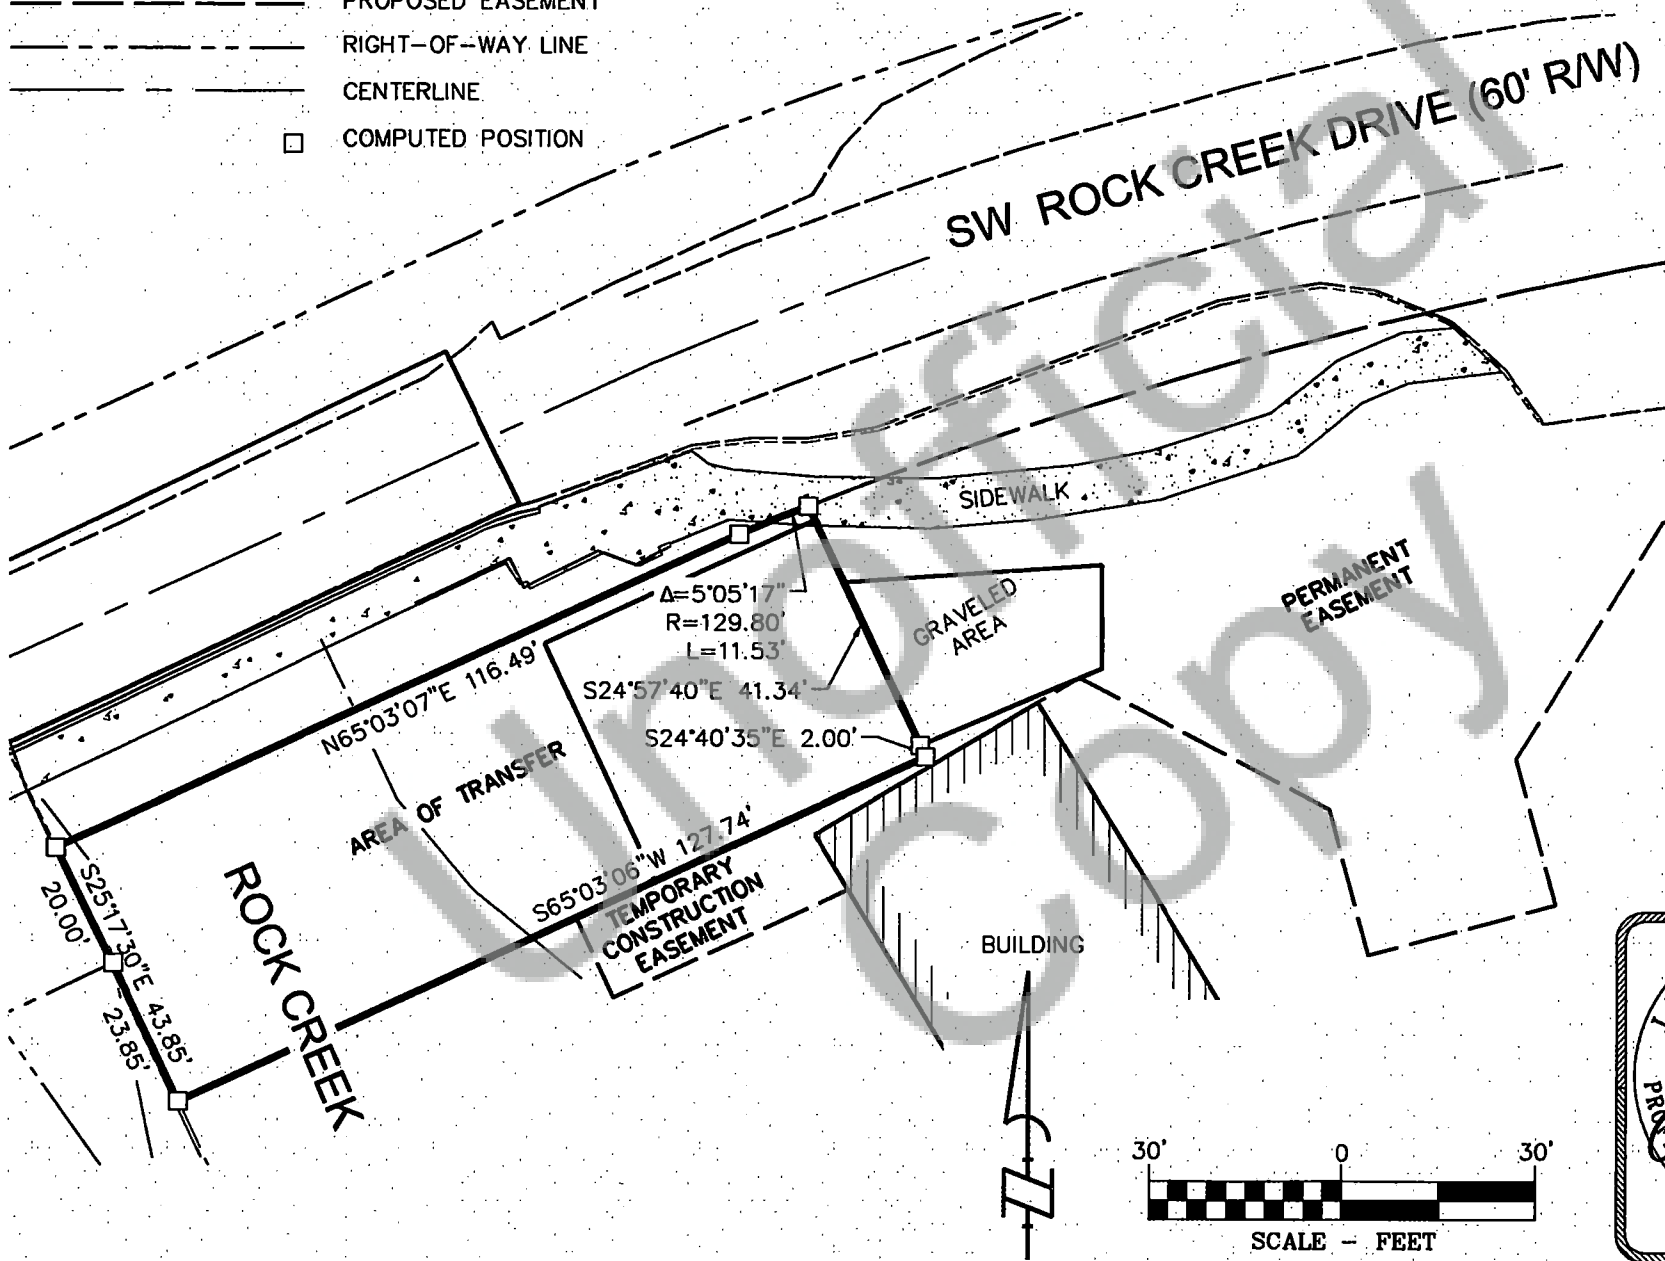 PROPOSED EASEMENT
RIGHT-OF-WAY LINE
CENTERLINE
COMPUTED POSITION
SW ROCK CREEK DRIVE (60' R/W)
SIDEWALK
Δ=5°05'17"
R=129.80'
L=11.53'
GRAVELED
AREA
PERMANENT
EASEMENT
N65°03'07"E 116.49'
S24°57'40"E 41.34'
S24°40'35"E 2.00'
AREA OF TRANSFER
S65°03'06"W 127.74'
TEMPORARY
CONSTRUCTION
EASEMENT
S25°17'30"E 43.85'
20.00'
23.85'
ROCK CREEK
BUILDING
30' 0 30'
SCALE - FEET
Unofficial
Copy